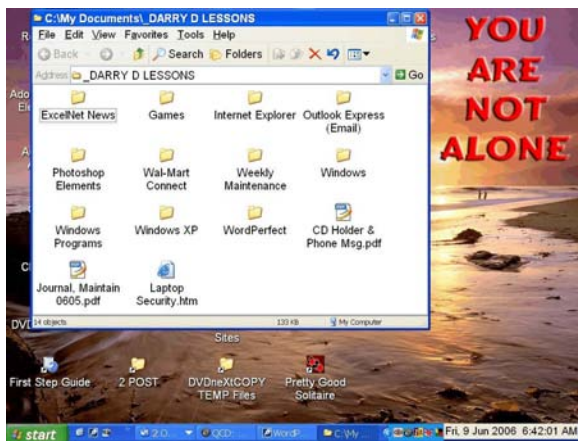 C:\My Documents\_DARRY D LESSONS
File Edit View Favorites Tools Help
Back Search Folders
Address _DARRY D LESSONS Go
ExcelNet News
Games
Internet Explorer
Outlook Express
(Email)
Photoshop
Elements
Wal-Mart
Connect
Weekly
Maintenance
Windows
Windows
Programs
Windows XP
WordPerfect
CD Holder &
Phone Msg.pdf
Journal, Maintain
0605.pdf
Laptop
Security.htm
14 objects 133 KB My Computer
YOU
ARE
NOT
ALONE
Sites
First Step Guide
2 POST
DVDneXtCOPY
TEMP Files
Pretty Good
Solitaire
start
Fri, 9 Jun 2006 6:42:01 AM